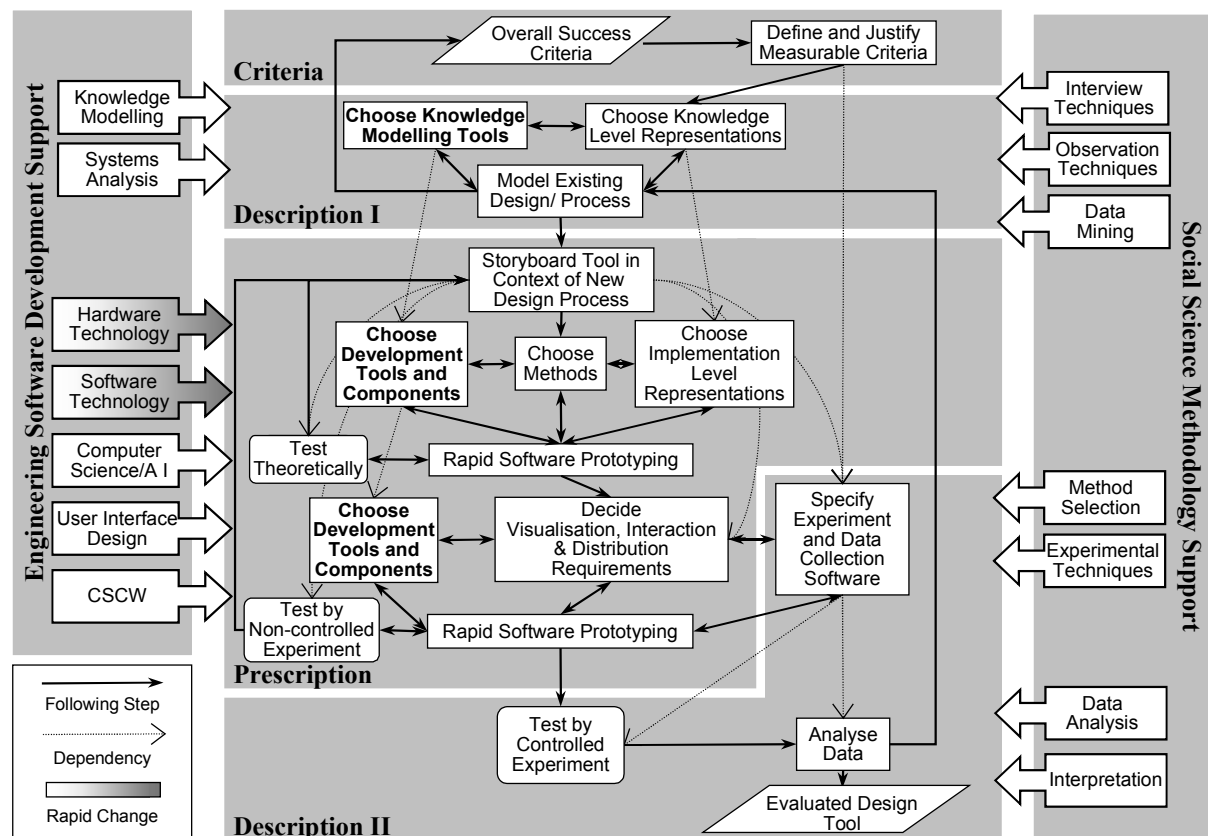 Engineering Software Development Support
Knowledge
Modelling
Systems
Analysis
Hardware
Technology
Software
Technology
Computer
Science/A I
User Interface
Design
CSCW
Following Step
Dependency
Rapid Change
Overall Success
Criteria
Define and Justify
Measurable Criteria
Criteria
Choose Knowledge
Modelling Tools
Choose Knowledge
Level Representations
Model Existing
Design/ Process
Description I
Storyboard Tool in
Context of New
Design Process
Choose
Development
Tools and
Components
Choose
Methods
Choose
Implementation
Level
Representations
Test
Theoretically
Rapid Software Prototyping
Choose
Development
Tools and
Components
Decide
Visualisation, Interaction
& Distribution
Requirements
Specify
Experiment
and Data
Collection
Software
Test by
Non-controlled
Experiment
Rapid Software Prototyping
Prescription
Test by
Controlled
Experiment
Analyse
Data
Evaluated Design
Tool
Description II
Interview
Techniques
Observation
Techniques
Data
Mining
Method
Selection
Experimental
Techniques
Data
Analysis
Interpretation
Social Science Methodology Support